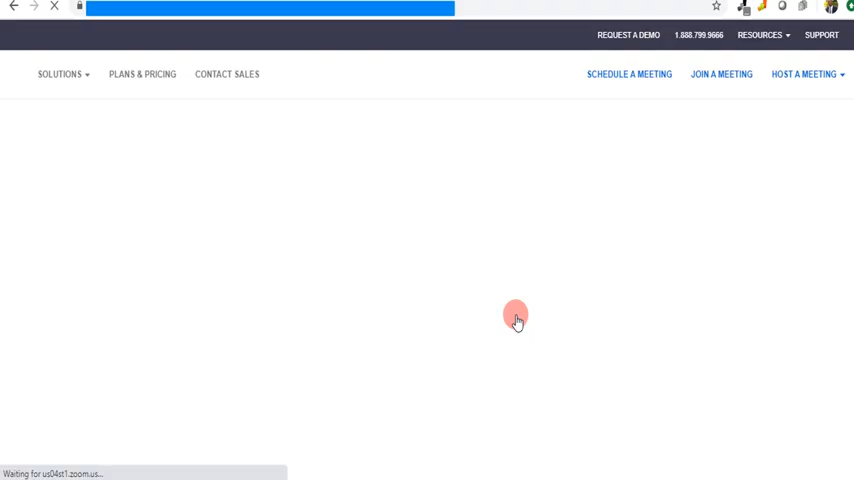 REQUEST A DEMO 1.888.799.9666 RESOURCES SUPPORT
SOLUTIONS PLANS & PRICING CONTACT SALES SCHEDULE A MEETING JOIN A MEETING HOST A MEETING
Waiting for us04st1.zoom.us...